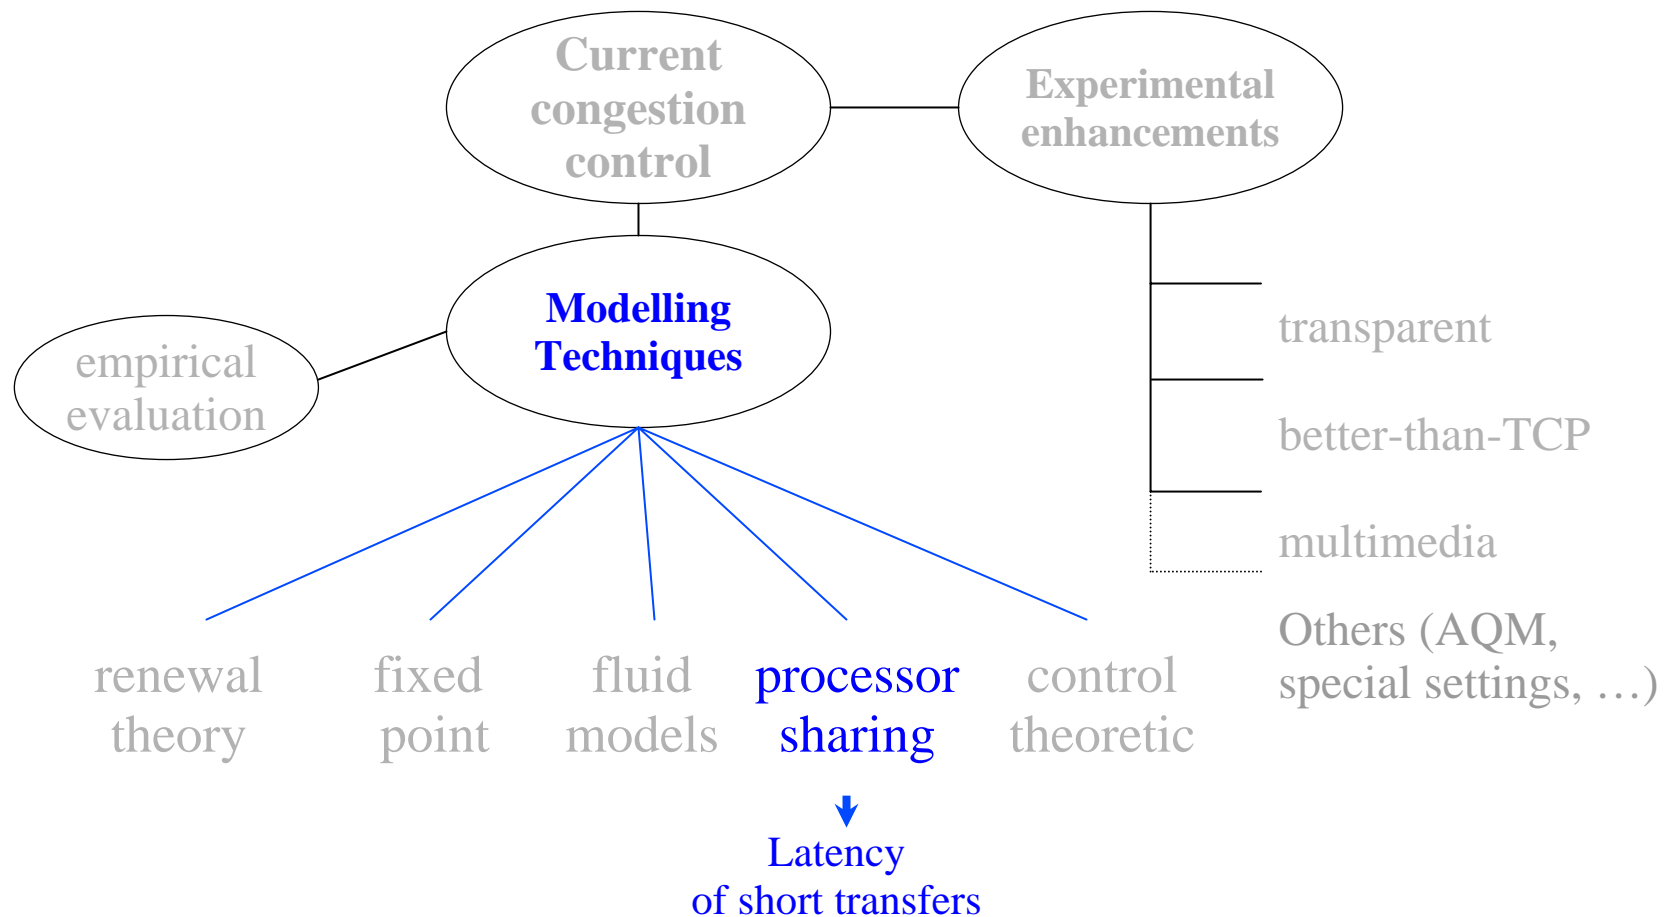 Current
congestion
control
Experimental
enhancements
Modelling
Techniques
empirical
evaluation
transparent
better-than-TCP
multimedia
Others (AQM,
special settings, …)
renewal
theory
fixed
point
fluid
models
processor
sharing
control
theoretic
Latency
of short transfers